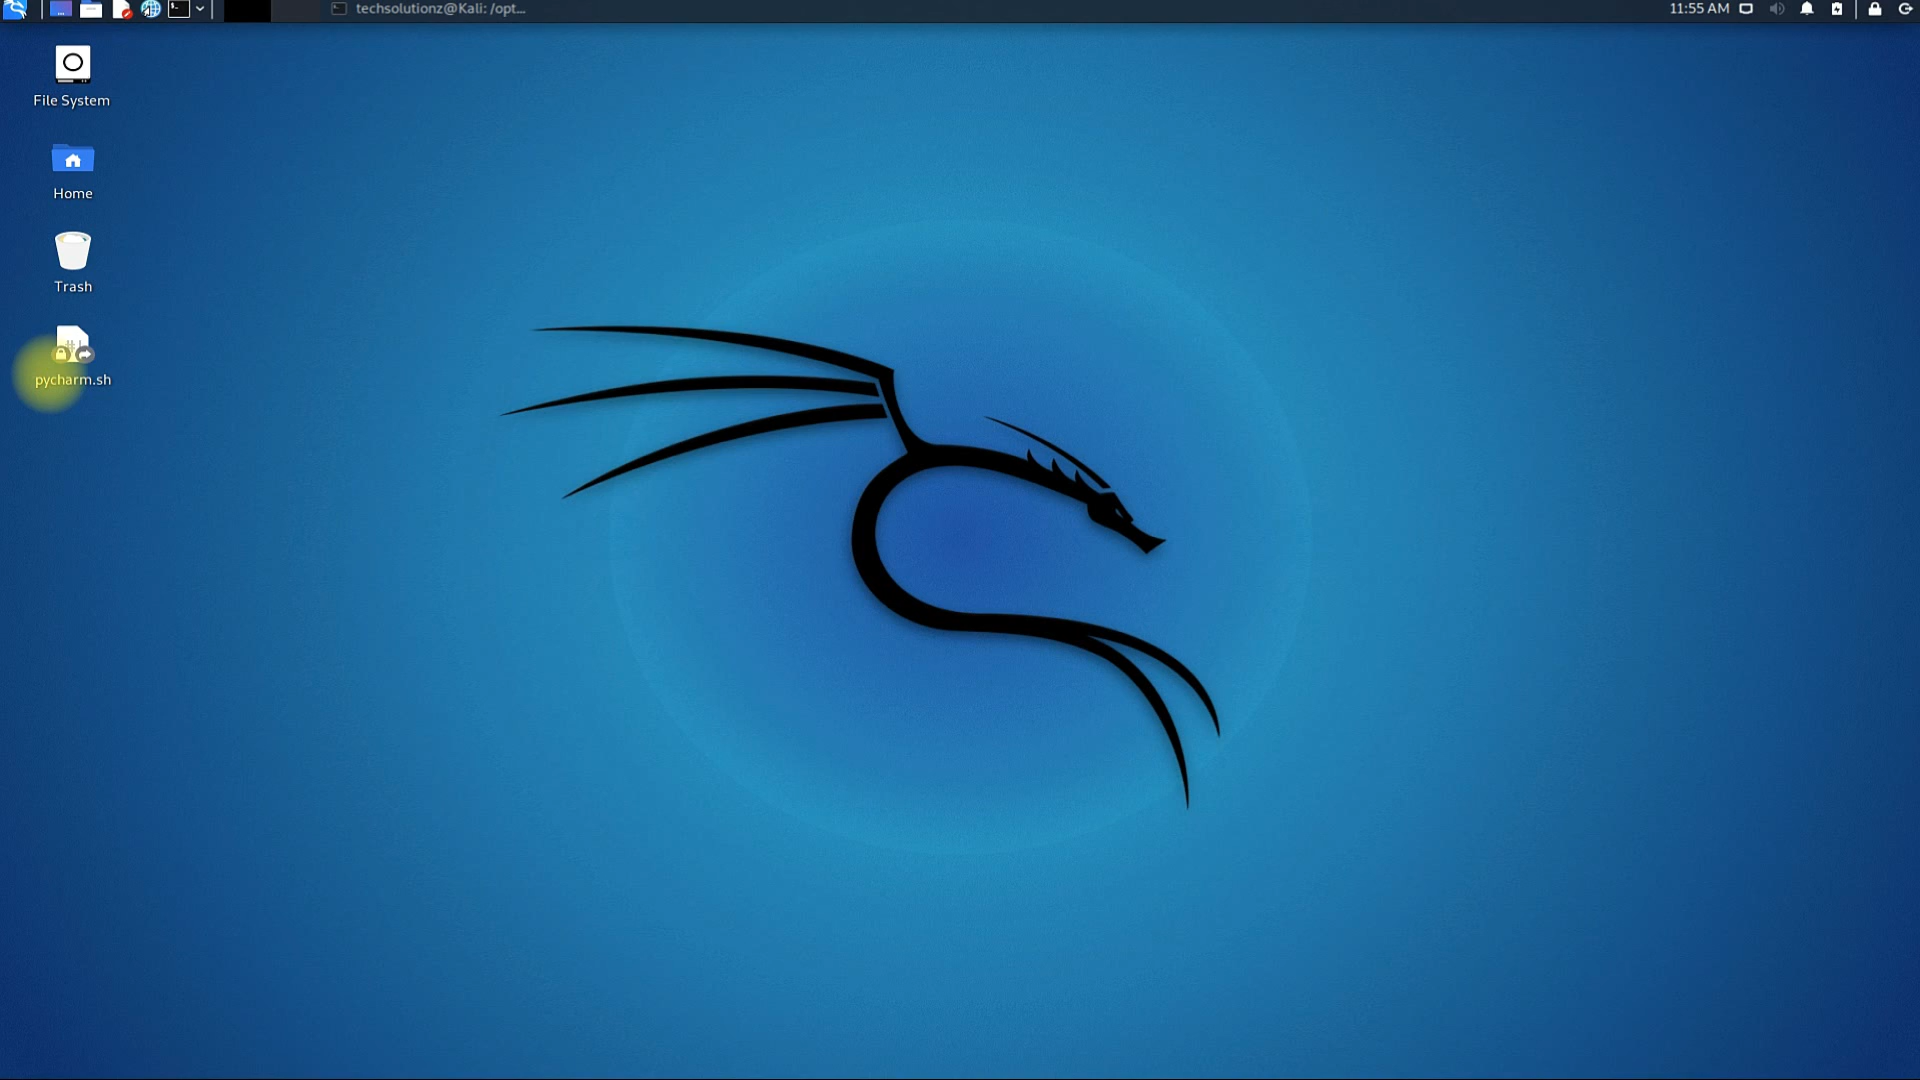 techsolutionz@Kali: /opt...
11:55 AM
File System
Home
Trash
pycharm.sh